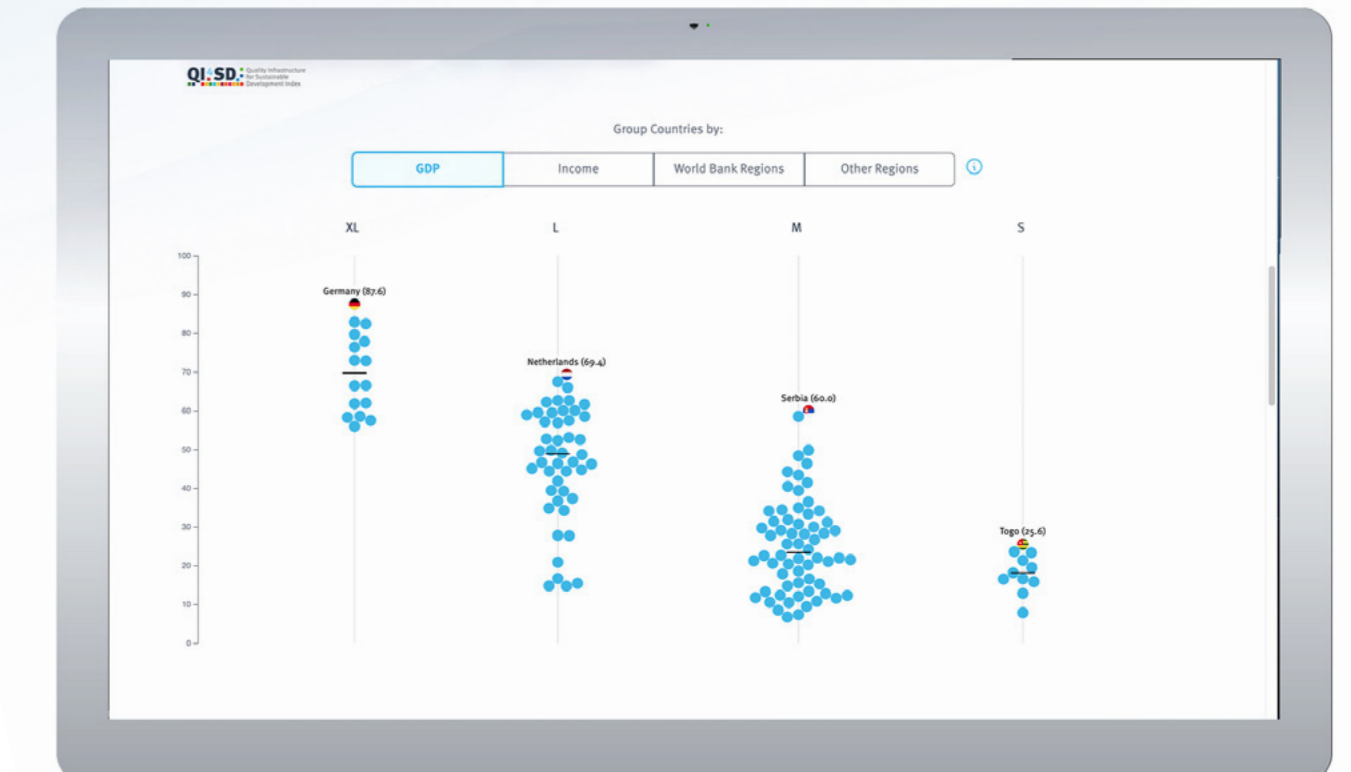 QI4SD
Quality Infrastructure
for Sustainable
Development Index
Group Countries by:
GDP Income World Bank Regions Other Regions i
XL L M S
100
90
80
70
60
50
40
30
20
10
0
Germany (87.6)
Netherlands (69.4)
Serbia (60.0)
Togo (25.6)